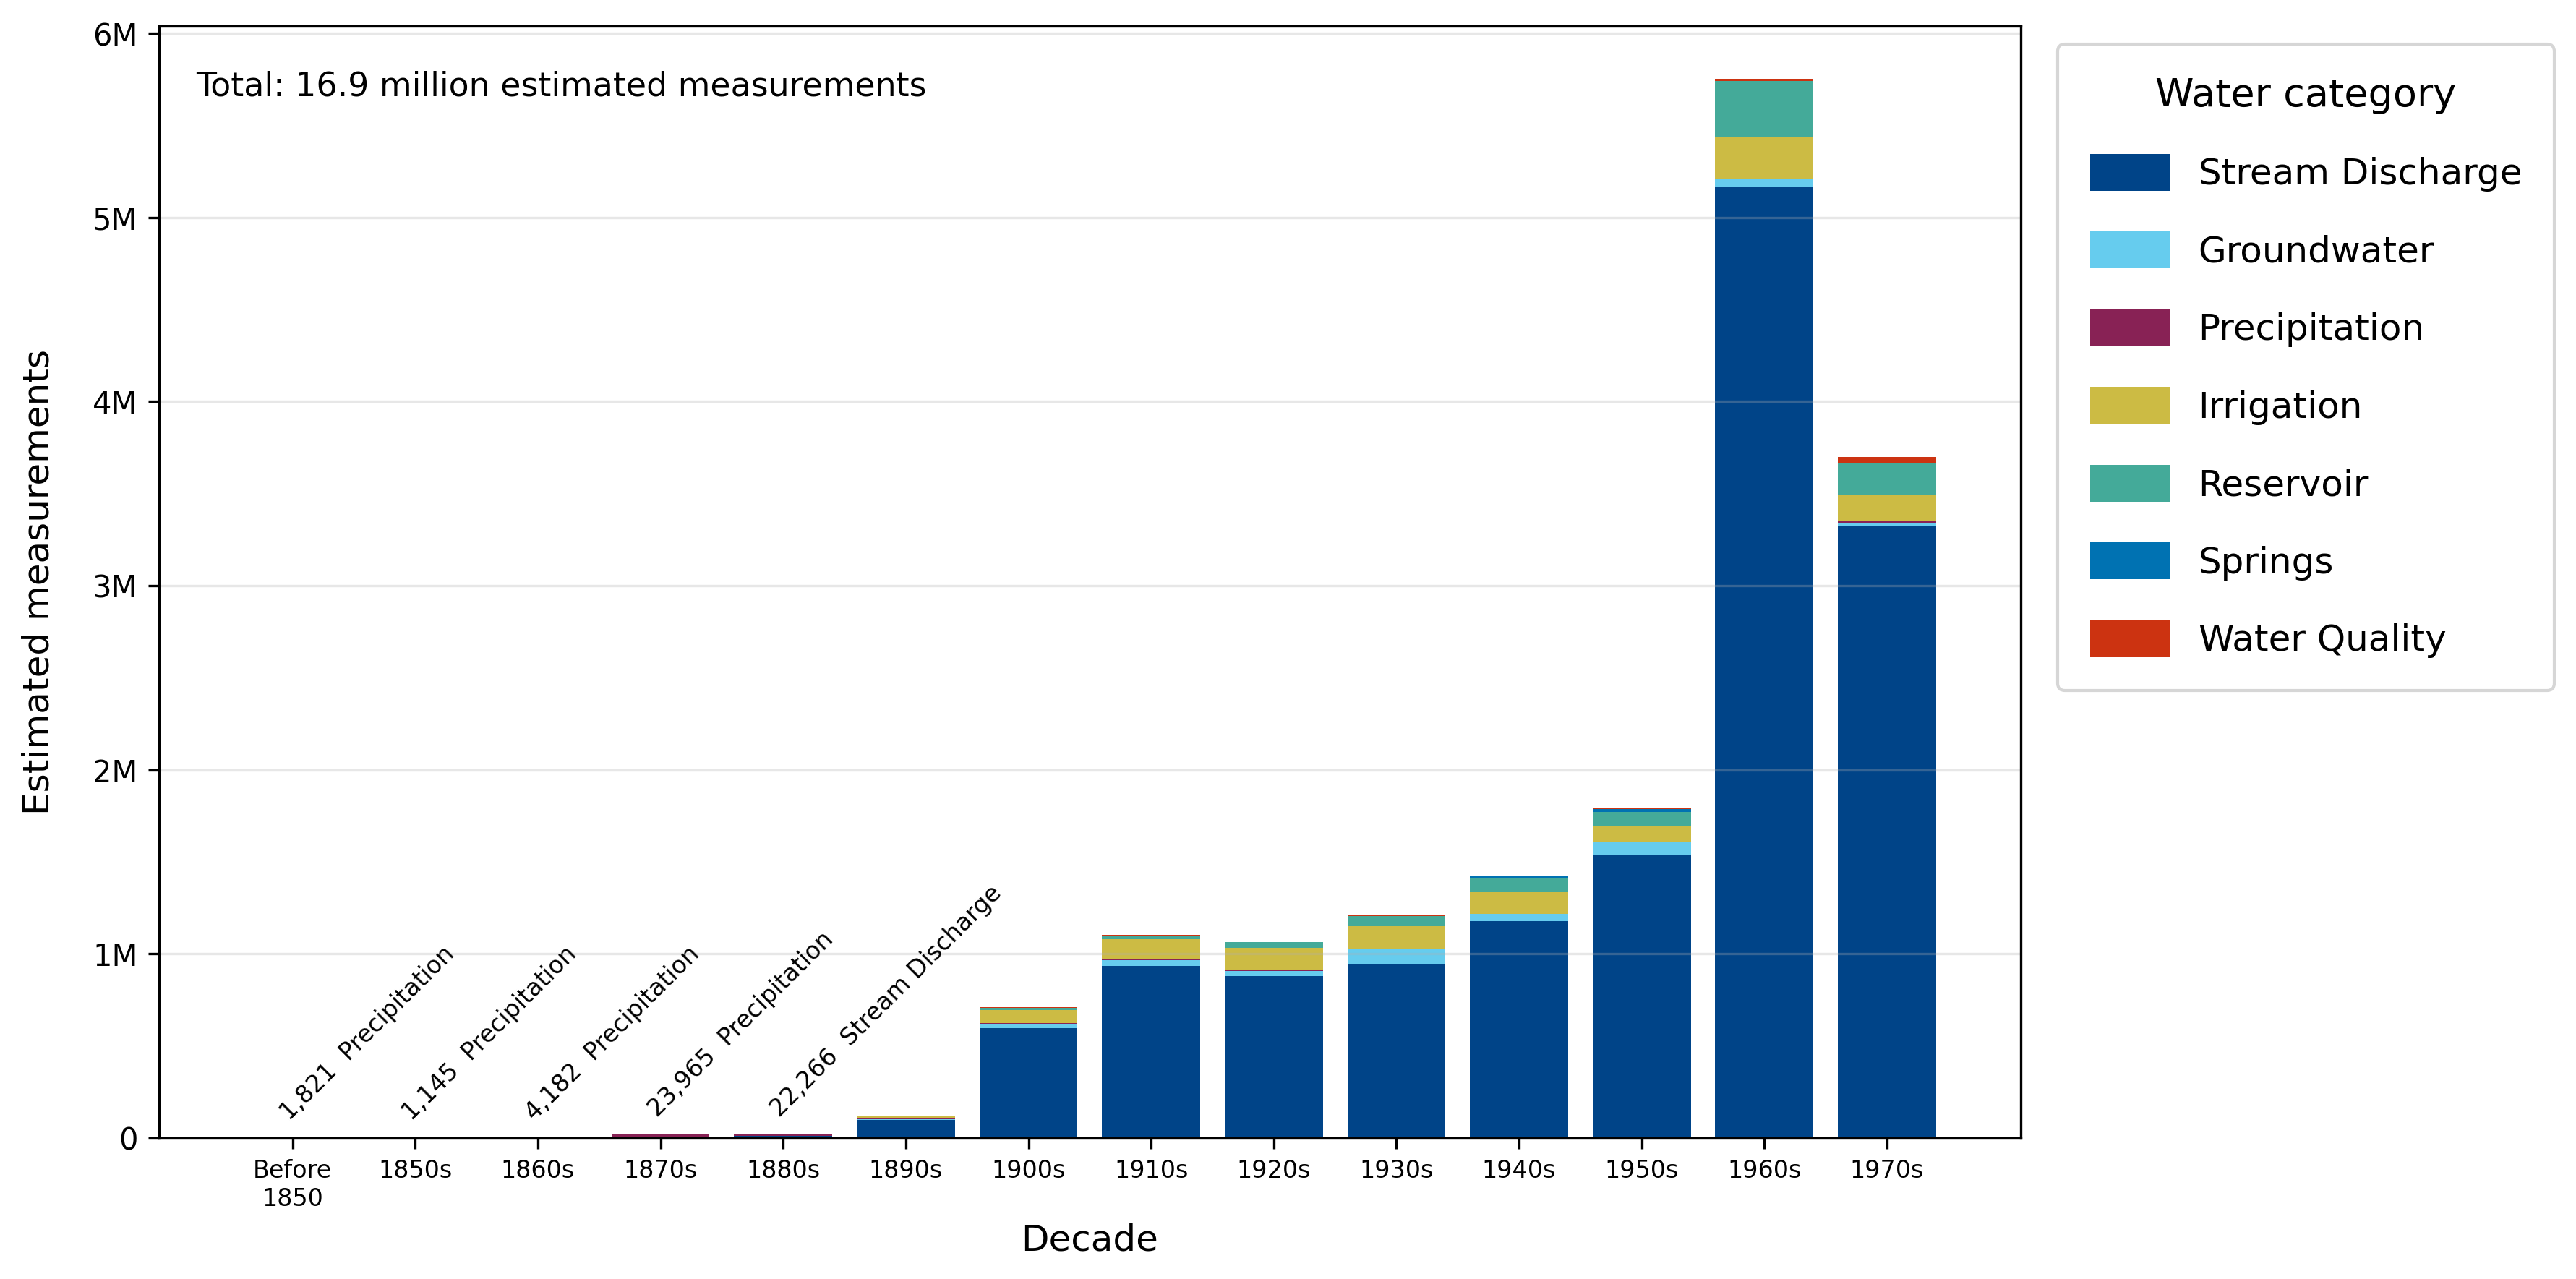 Total: 16.9 million estimated measurements
6M
5M
4M
3M
2M
1M
0
Estimated measurements
1,821 Precipitation
1,145 Precipitation
4,182 Precipitation
23,965 Precipitation
22,266 Stream Discharge
Before
1850
1850s
1860s
1870s
1880s
1890s
1900s
1910s
1920s
1930s
1940s
1950s
1960s
1970s
Decade
Water category
Stream Discharge
Groundwater
Precipitation
Irrigation
Reservoir
Springs
Water Quality